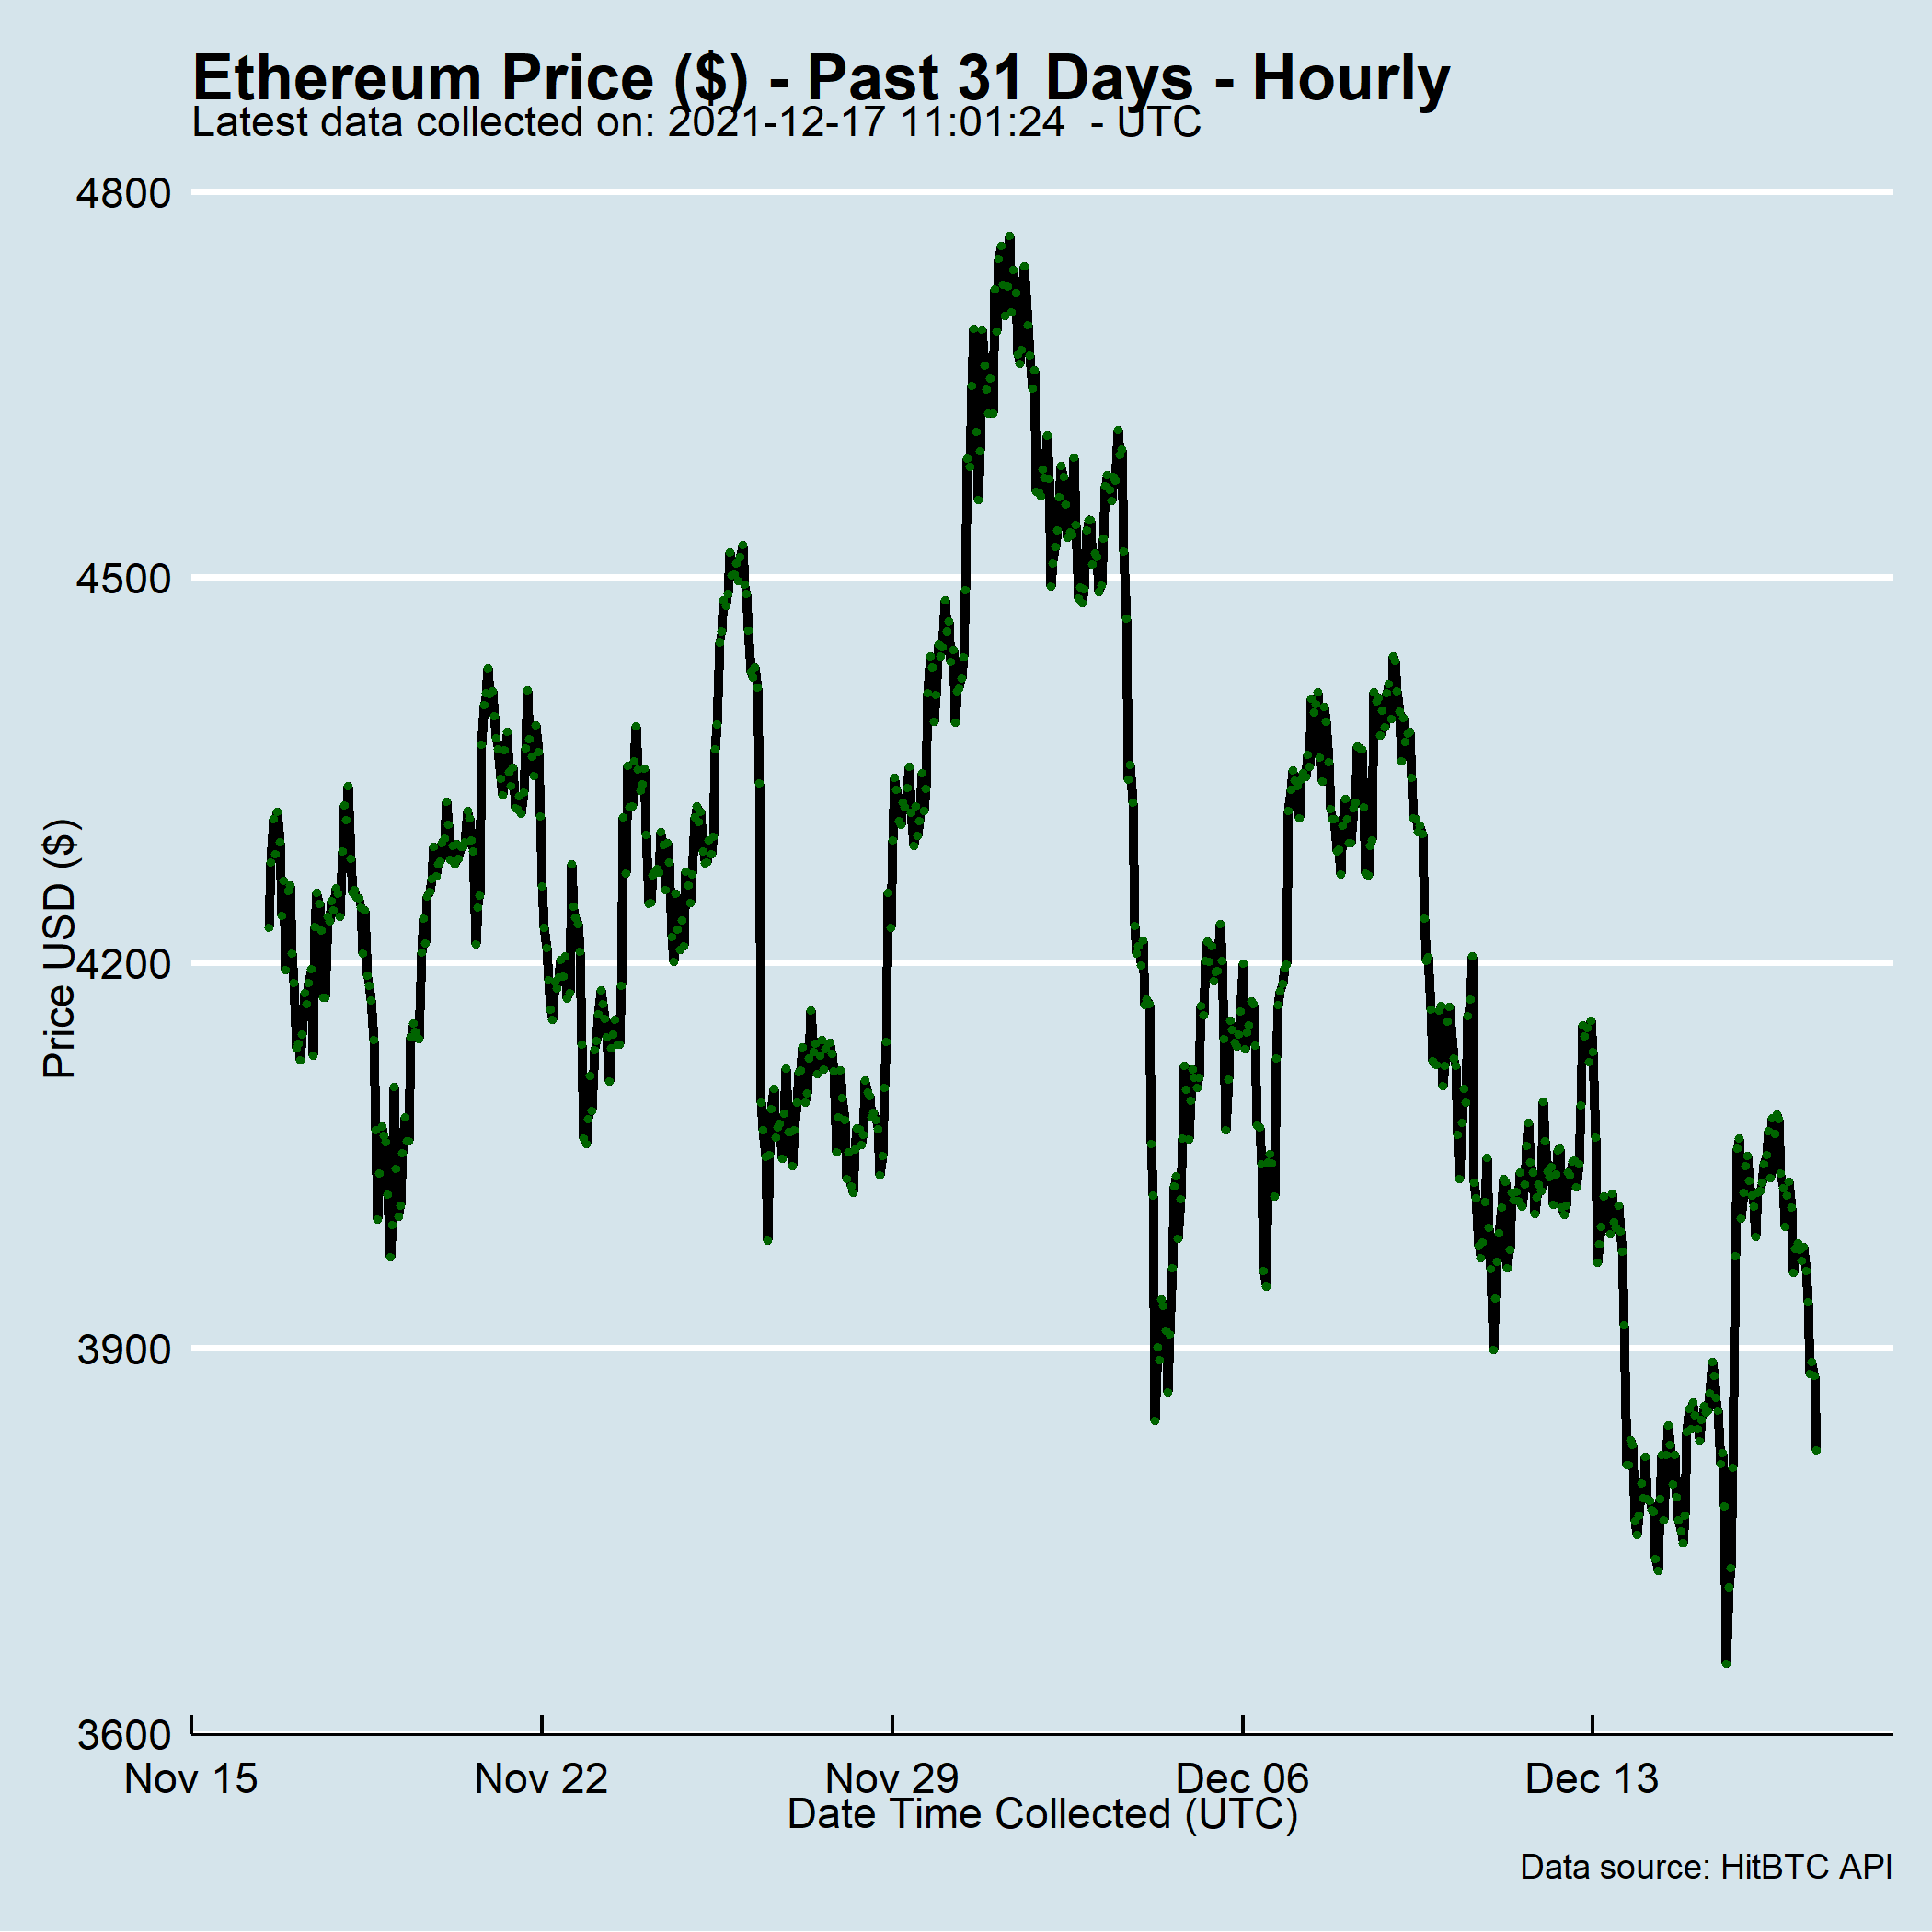 Ethereum Price ($) - Past 31 Days - Hourly
Latest data collected on: 2021-12-17 11:01:24  - UTC
4800
4500
4200
3900
3600
Price USD ($)
Nov 15
Nov 22
Nov 29
Dec 06
Dec 13
Date Time Collected (UTC)
Data source: HitBTC API